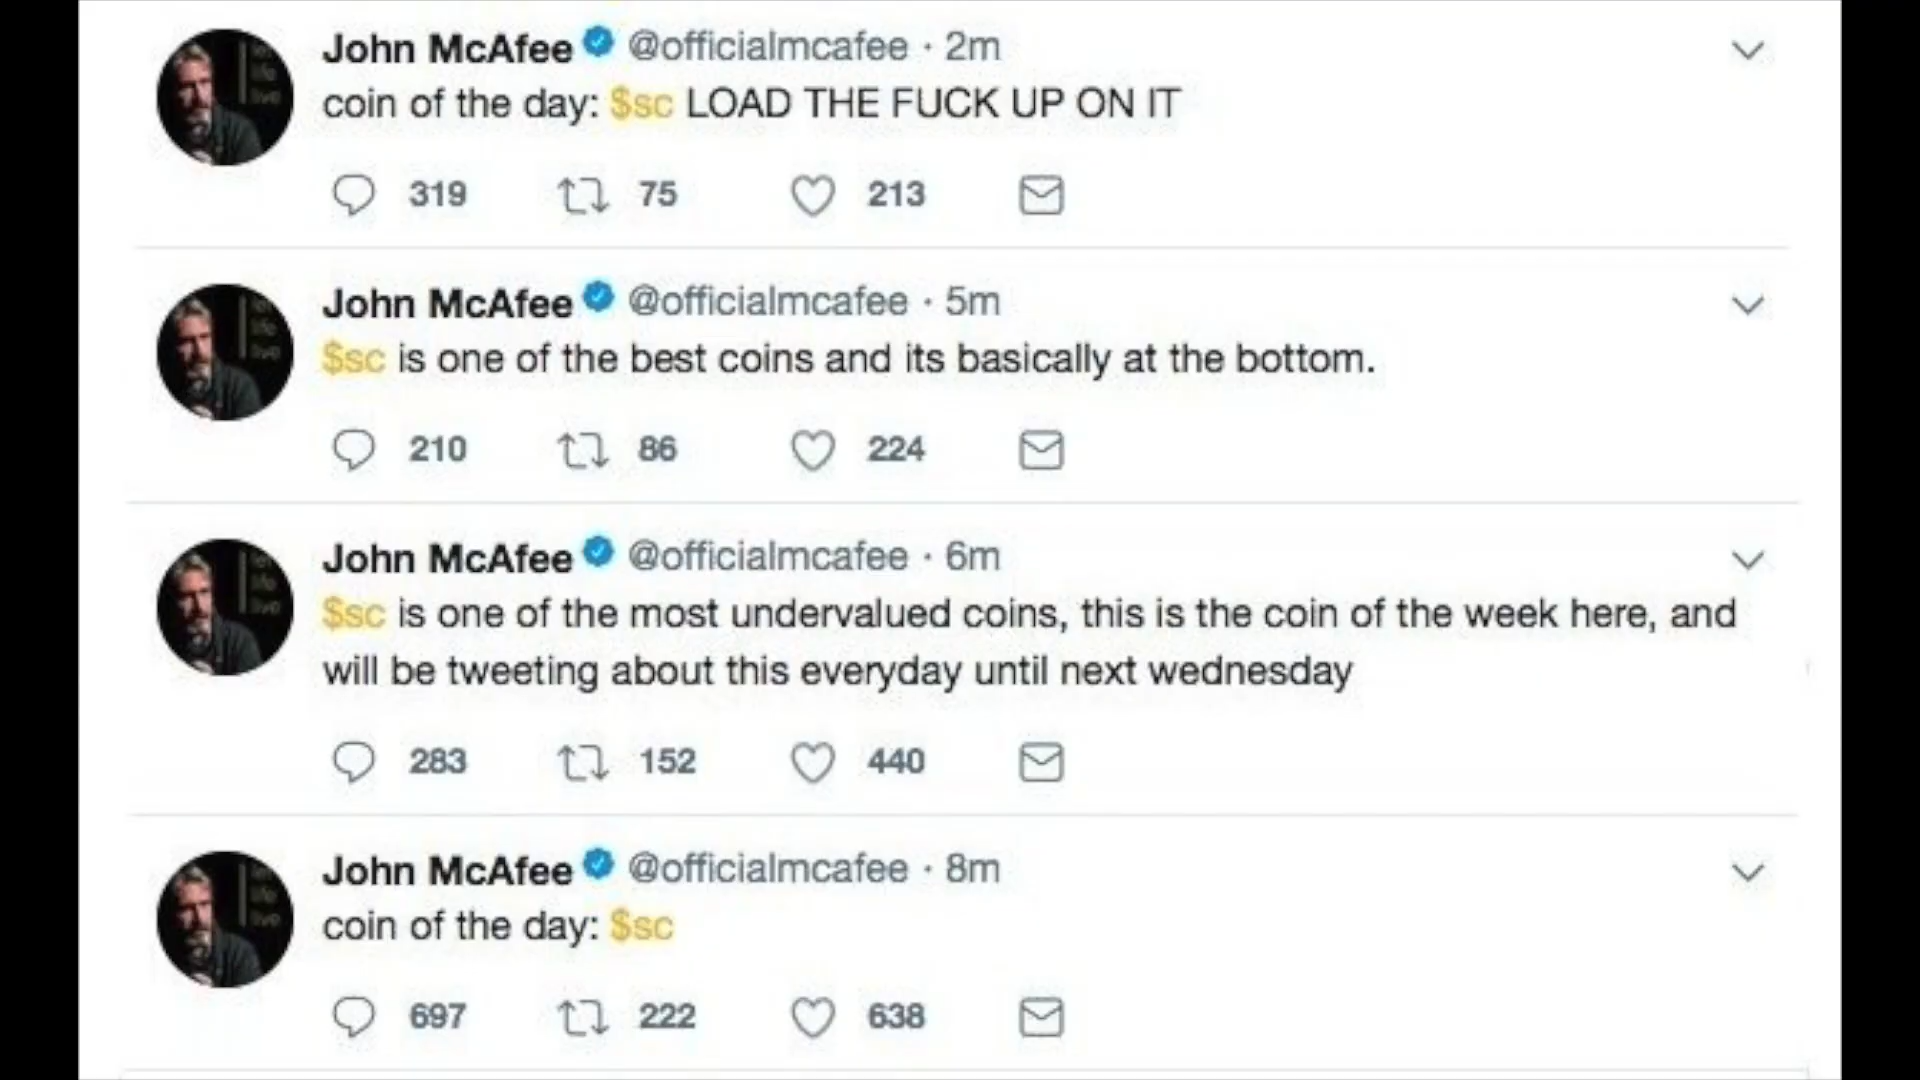 John McAfee @officialmcafee · 2m
coin of the day: $sc LOAD THE FUCK UP ON IT
319 75 213
John McAfee @officialmcafee · 5m
$sc is one of the best coins and its basically at the bottom.
210 86 224
John McAfee @officialmcafee · 6m
$sc is one of the most undervalued coins, this is the coin of the week here, and
will be tweeting about this everyday until next wednesday
283 152 440
John McAfee @officialmcafee · 8m
coin of the day: $sc
697 222 638